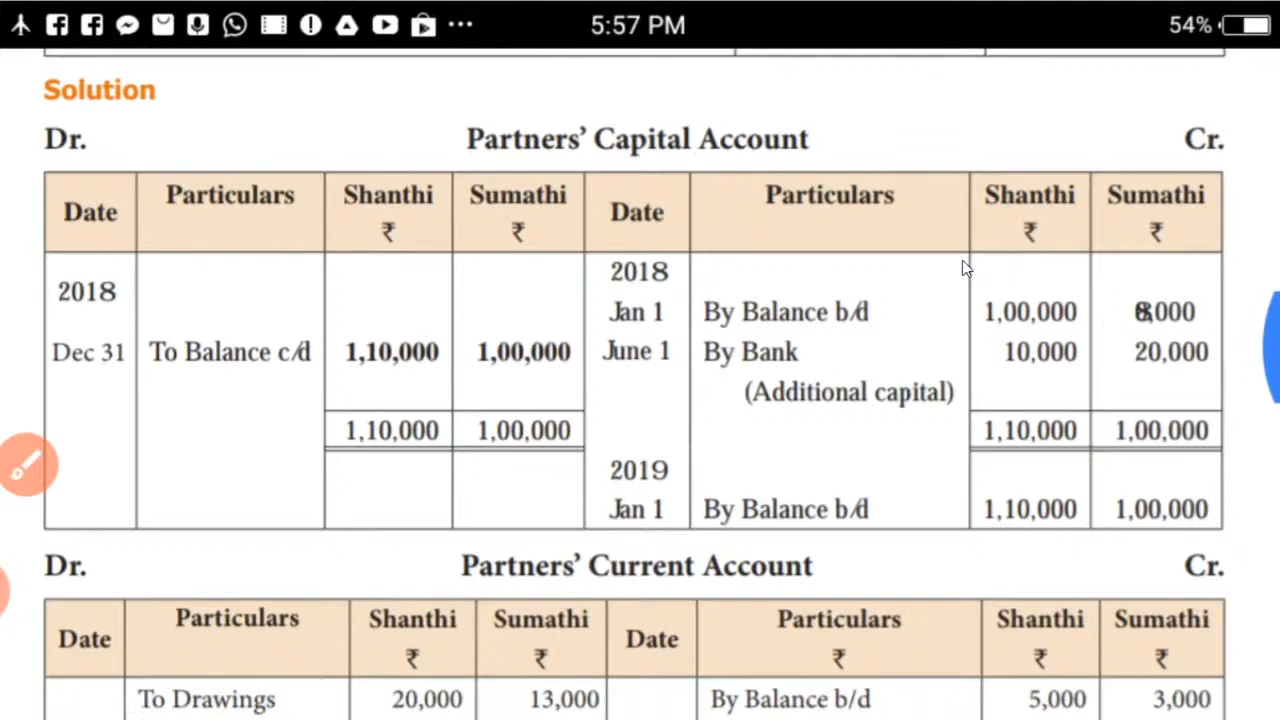 5:57 PM
54%
Solution
Dr. Partners' Capital Account Cr.
Date Particulars Shanthi ₹ Sumathi ₹ Date Particulars Shanthi ₹ Sumathi ₹
2018 2018
Jan 1 By Balance b/d 1,00,000
Dec 31 To Balance c/d 1,10,000 1,00,000 June 1 By Bank 10,000 20,000
(Additional capital)
1,10,000 1,00,000 1,10,000 1,00,000
2019
Jan 1 By Balance b/d 1,10,000 1,00,000
Dr. Partners' Current Account Cr.
Date Particulars Shanthi ₹ Sumathi ₹ Date Particulars ₹ Shanthi ₹ Sumathi ₹
To Drawings 20,000 13,000 By Balance b/d 5,000 3,000